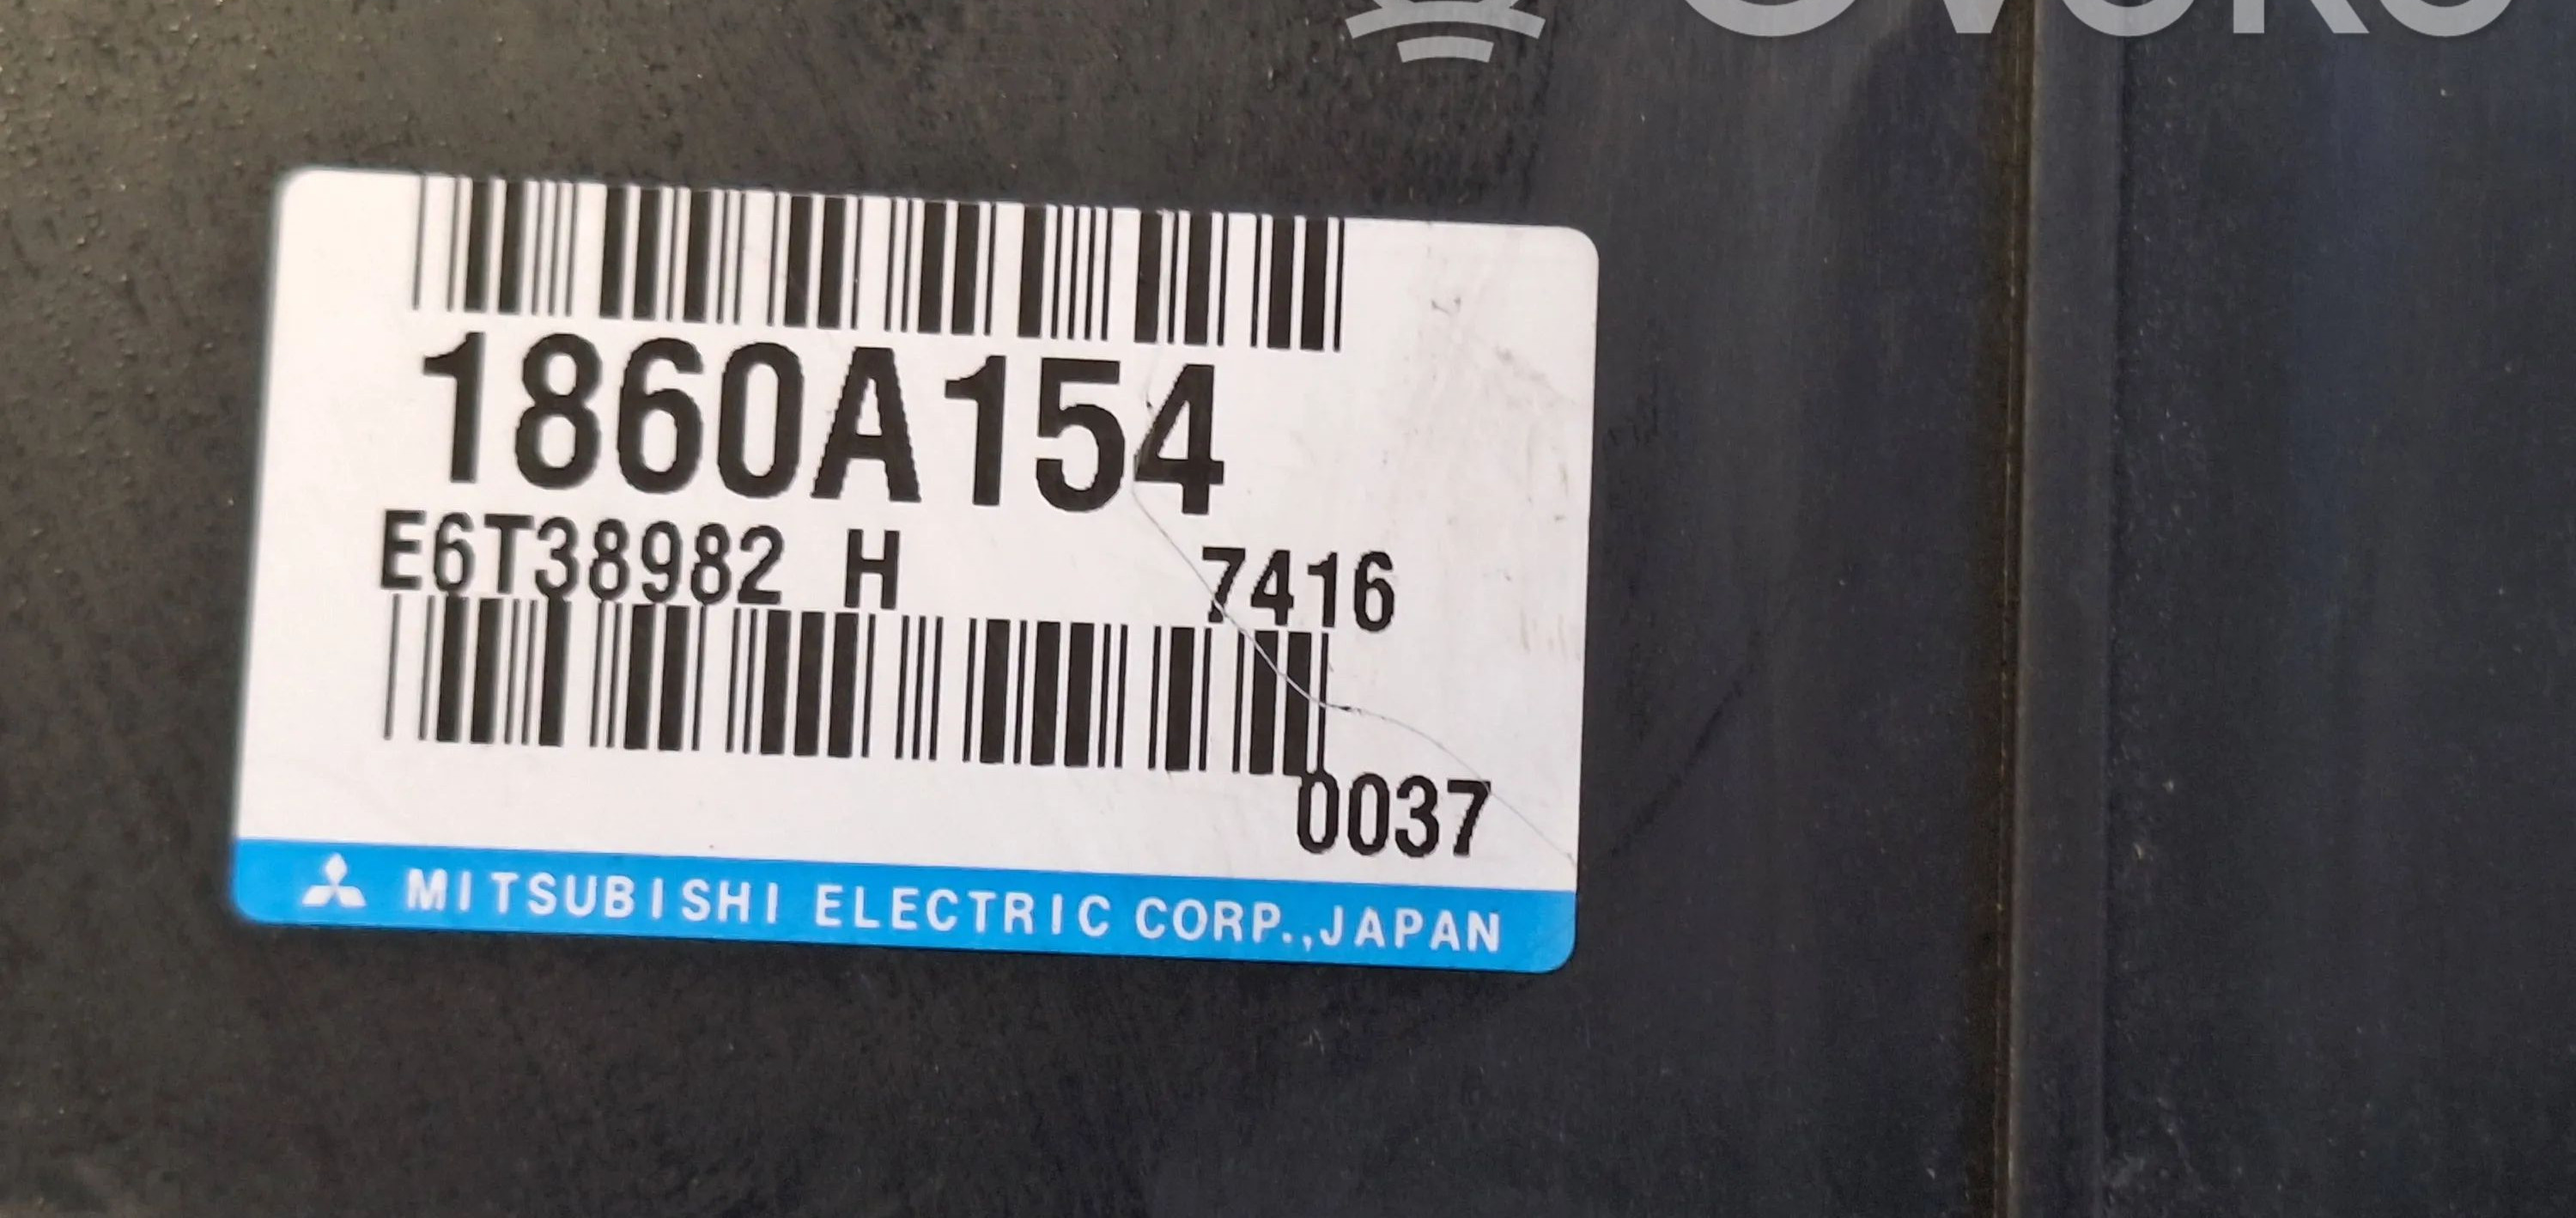 1860A154
E6T38982 H 7416
0037
MITSUBISHI ELECTRIC CORP.,JAPAN